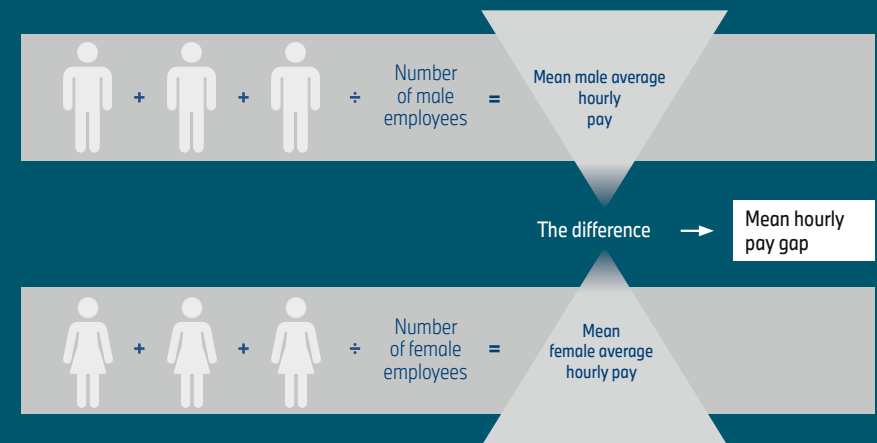 + + ÷ Number
of male
employees =
Mean male average
hourly
pay
The difference →
Mean hourly
pay gap
+ + ÷ Number
of female
employees =
Mean
female average
hourly pay